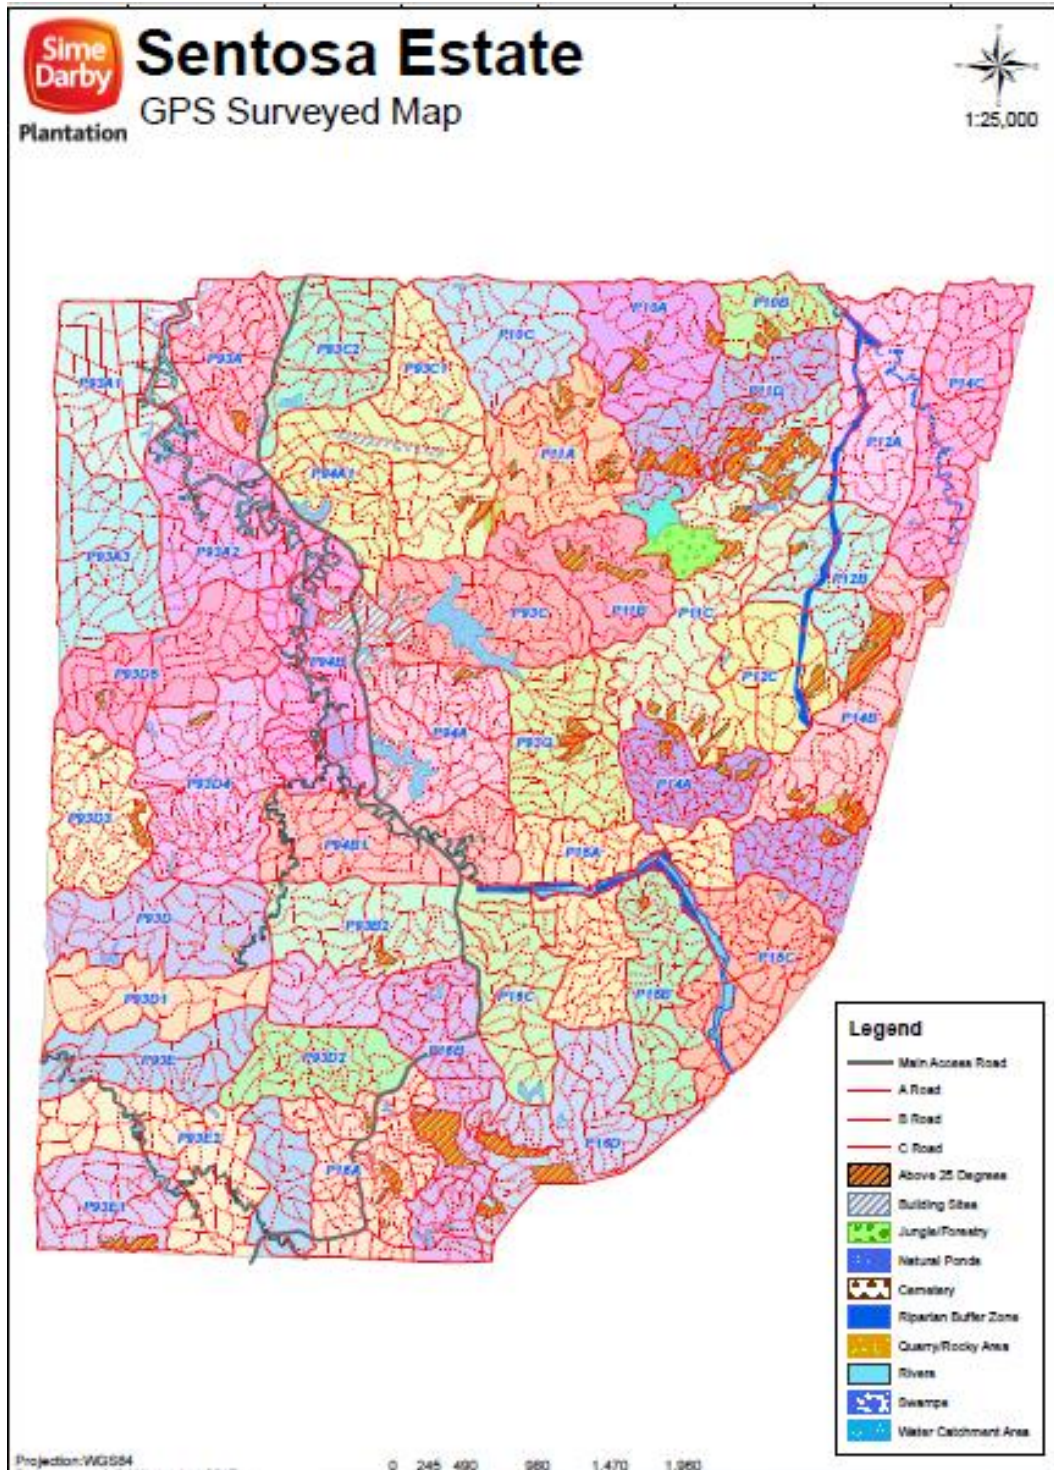 Sime
Darby
Plantation
Sentosa Estate
GPS Surveyed Map
1:25,000
P10A
P10B
P93C2
P10C
P93A
P93C1
P93A1
P11D
P14C
P12A
P11A
P94A1
P93A2
P93A3
P12B
P93C
P11B
P11C
P94B
P93D5
P12C
P14B
P94A
P93G
P93D4
P14A
P93D3
P94B1
P15A
P93D
P93B2
P15C
P16C
P15B
P93D1
P93E
P93D2
P16B
P93E2
P16D
P16A
P93E1
Legend
Main Access Road
A Road
B Road
C Road
Above 25 Degrees
Building Sites
Jungle/Forestry
Natural Ponds
Cemetery
Riparian Buffer Zone
Quarry/Rocky Area
Rivers
Swamps
Water Catchment Area
Projection:WGS84
0 245 490 980 1,470 1,960